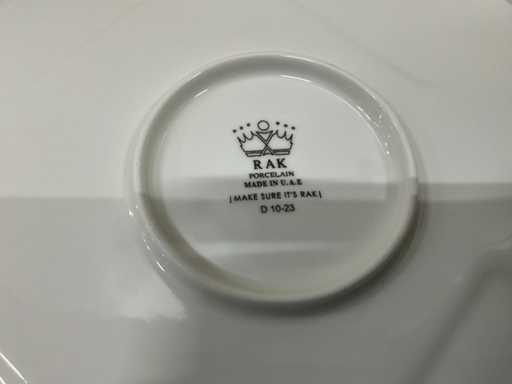 RAK
PORCELAIN
MADE IN U.A.E
| MAKE SURE IT'S RAK |
D 10-23